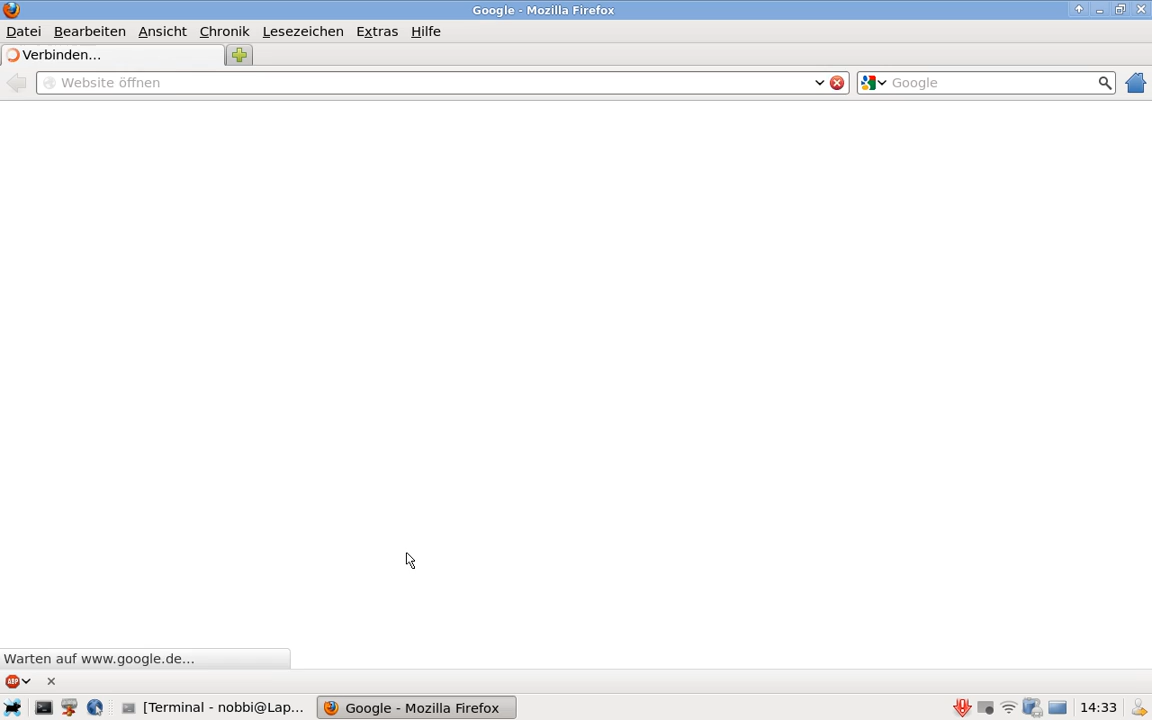 Google - Mozilla Firefox
Datei Bearbeiten Ansicht Chronik Lesezeichen Extras Hilfe
Verbinden...
Website öffnen Google
Warten auf www.google.de...
ABP
[Terminal - nobbi@Lap... Google - Mozilla Firefox 14:33